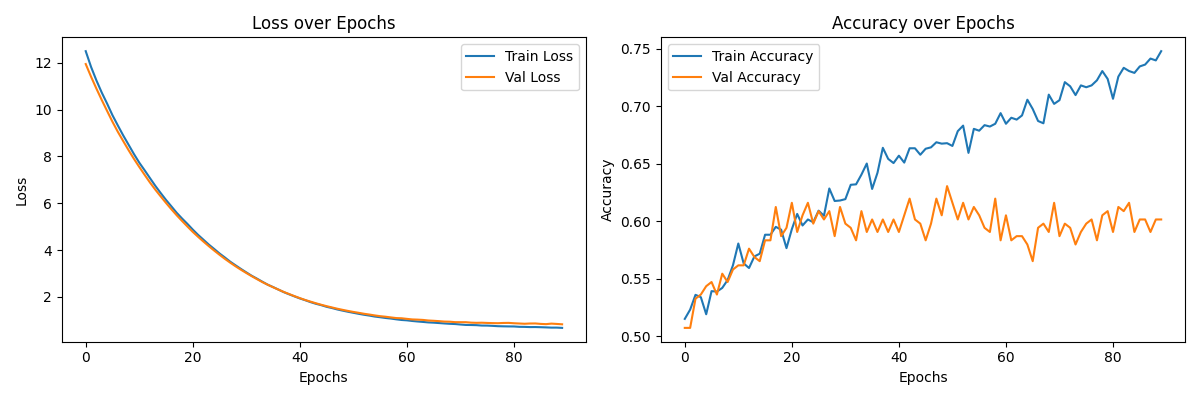 Loss over Epochs
12
10
8
6
4
2
Loss
0
20
40
60
80
Epochs
Train Loss
Val Loss
Accuracy over Epochs
0.75
0.70
0.65
0.60
0.55
0.50
Accuracy
0
20
40
60
80
Epochs
Train Accuracy
Val Accuracy